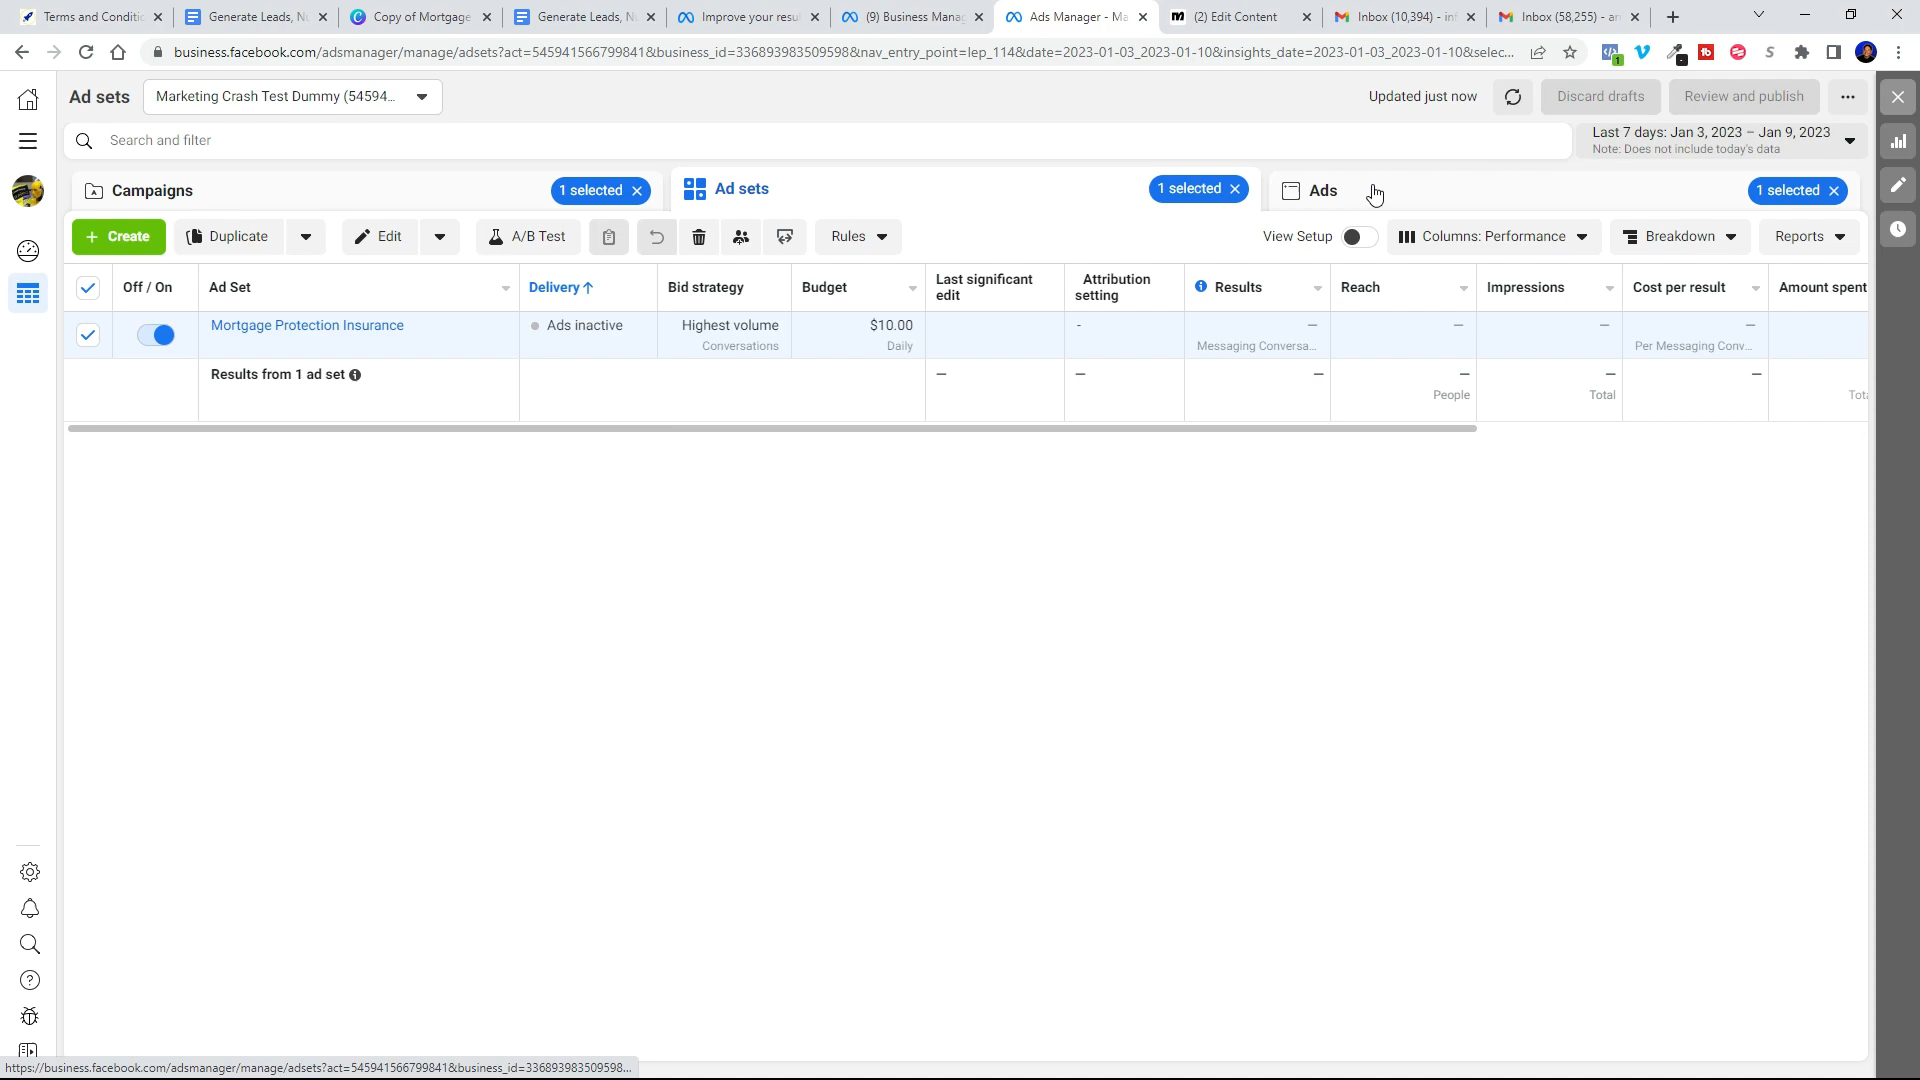 Terms and Conditic
Generate Leads, N
Copy of Mortgage
Generate Leads, N
Improve your resul
(9) Business Manag
Ads Manager - Ma
(2) Edit Content
Inbox (10,394) - inf
Inbox (58,255) - an
business.facebook.com/adsmanager/manage/adsets?act=545941566799841&business_id=336893983509598&nav_entry_point=lep_114&date=2023-01-03_2023-01-10&insights_date=2023-01-03_2023-01-10&selec...
Ad sets
Marketing Crash Test Dummy (54594...
Updated just now
Discard drafts
Review and publish
Search and filter
Last 7 days: Jan 3, 2023 – Jan 9, 2023
Note: Does not include today's data
Campaigns
1 selected
Ad sets
1 selected
Ads
1 selected
+ Create
Duplicate
Edit
A/B Test
Rules
View Setup
Columns: Performance
Breakdown
Reports
Off / On
Ad Set
Delivery ↑
Bid strategy
Budget
Last significant
edit
Attribution
setting
Results
Reach
Impressions
Cost per result
Amount spent
Mortgage Protection Insurance
Ads inactive
Highest volume
Conversations
$10.00
Daily
-
—
Messaging Conversa...
—
—
—
Per Messaging Conv...
Results from 1 ad set
—
—
—
—
People
—
Total
—
Tota
https://business.facebook.com/adsmanager/manage/adsets?act=545941566799841&business_id=336893983509598...